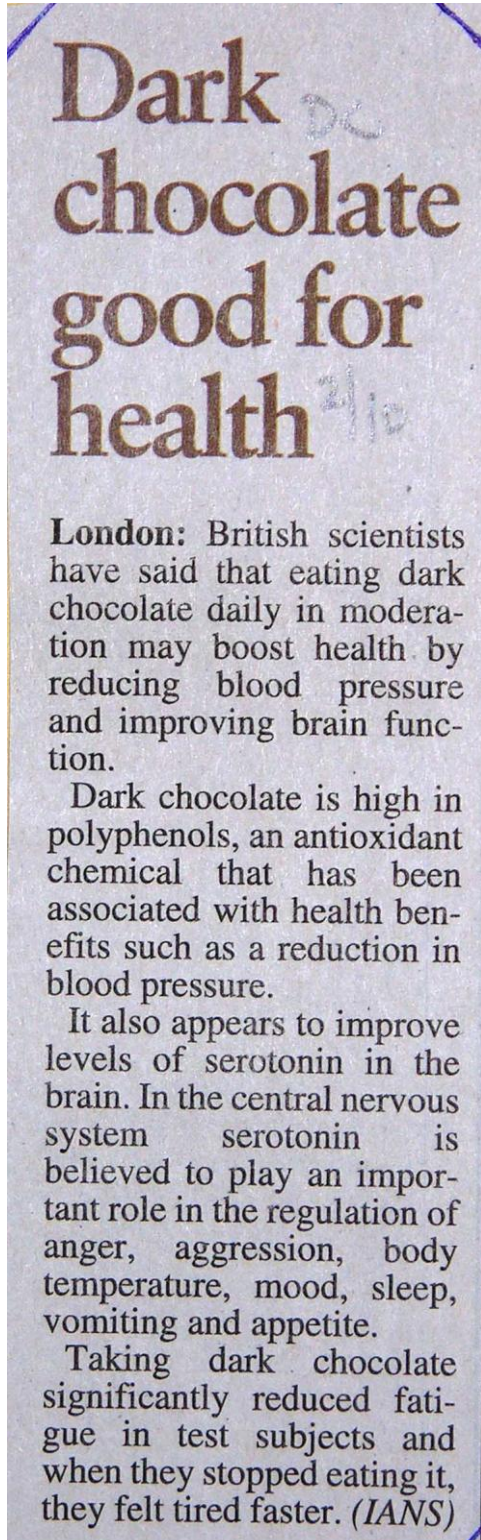 Dark
DC
chocolate
good for
health
2/10
London: British scientists
have said that eating dark
chocolate daily in modera-
tion may boost health by
reducing blood pressure
and improving brain func-
tion.
Dark chocolate is high in
polyphenols, an antioxidant
chemical that has been
associated with health ben-
efits such as a reduction in
blood pressure.
It also appears to improve
levels of serotonin in the
brain. In the central nervous
system serotonin is
believed to play an impor-
tant role in the regulation of
anger, aggression, body
temperature, mood, sleep,
vomiting and appetite.
Taking dark chocolate
significantly reduced fati-
gue in test subjects and
when they stopped eating it,
they felt tired faster. (IANS)